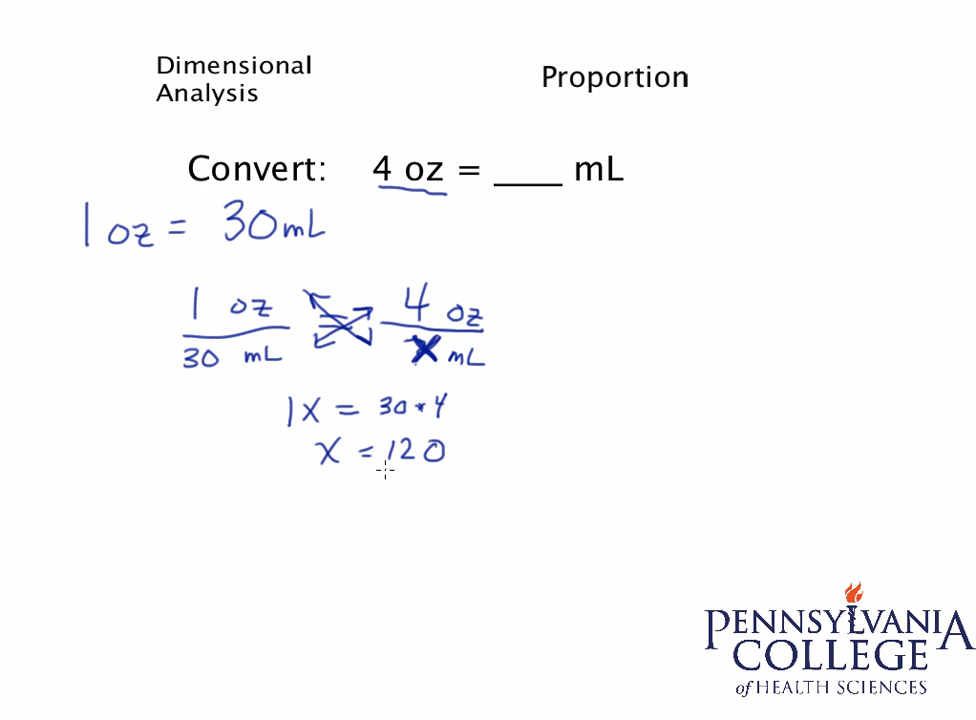 Dimensional
Analysis
Proportion
Convert: 4 oz = ____ mL
1 oz = 30 mL
1 oz = 4 oz
30 mL X mL
1X = 30 * 4
X = 120
PENNSYLVANIA
COLLEGE
of HEALTH SCIENCES